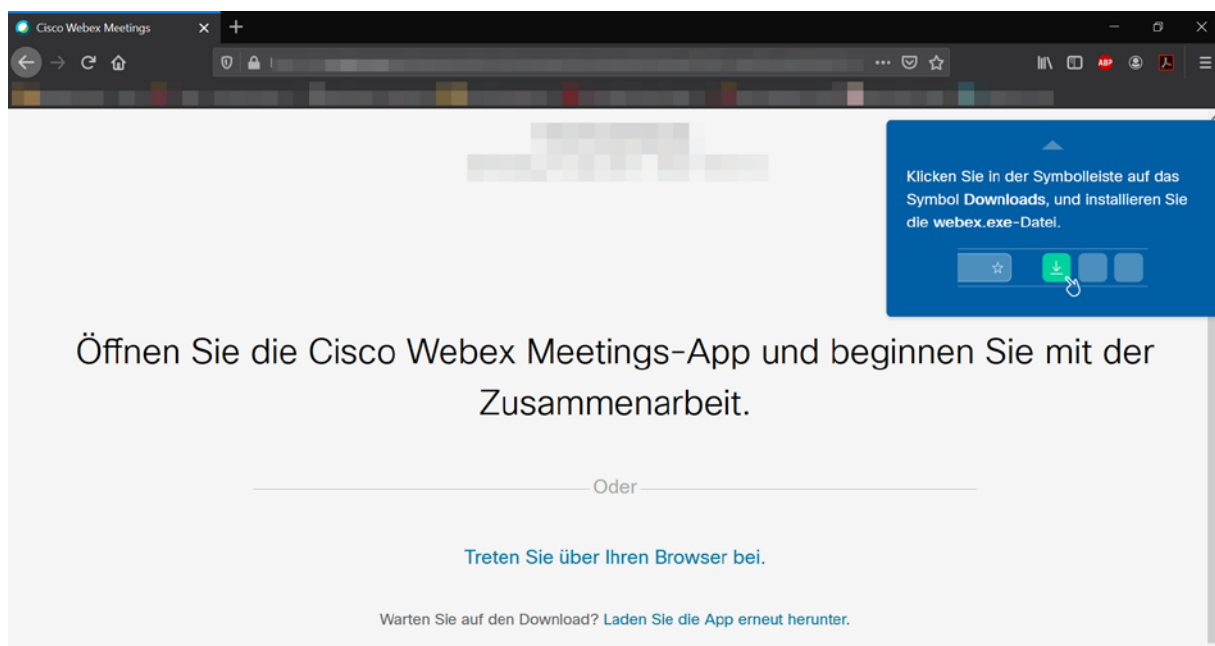 Cisco Webex Meetings
ABP
Klicken Sie in der Symbolleiste auf das
Symbol Downloads, und installieren Sie
die webex.exe-Datei.
Öffnen Sie die Cisco Webex Meetings-App und beginnen Sie mit der
Zusammenarbeit.
Oder
Treten Sie über Ihren Browser bei.
Warten Sie auf den Download? Laden Sie die App erneut herunter.